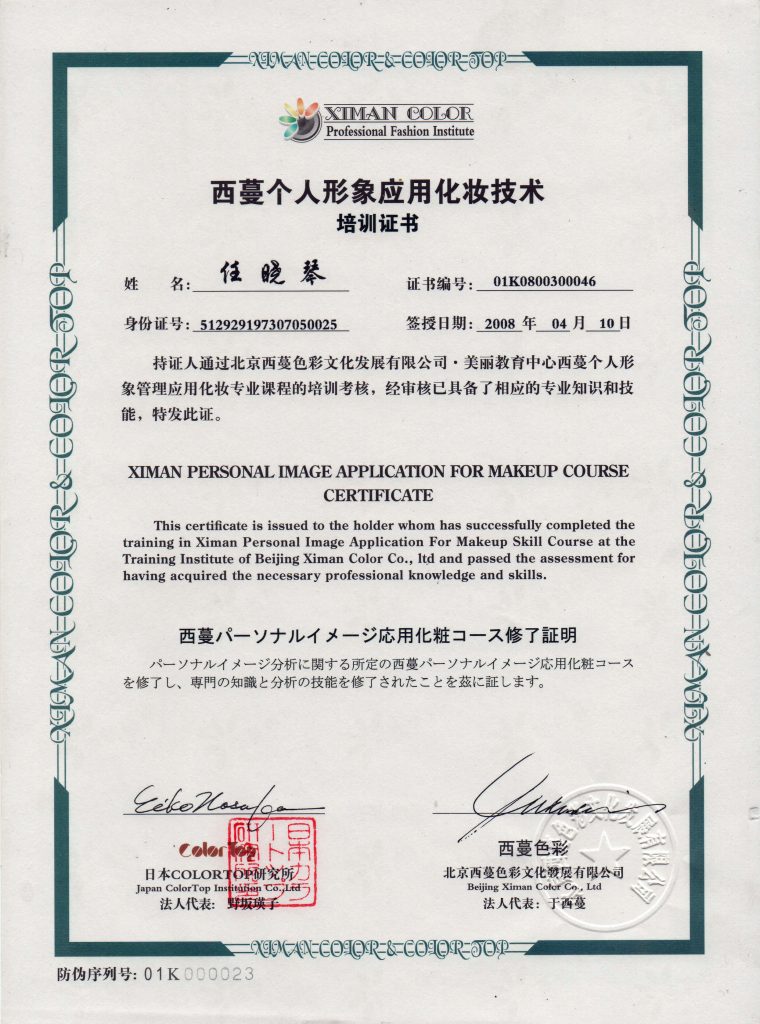 XIMAN COLOR & COLOR TOP
XIMAN COLOR
Professional Fashion Institute
西蔓个人形象应用化妆技术
培训证书
姓 名: 任晓琴
证书编号: 01K0800300046
身份证号: 512929197307050025
签授日期: 2008 年 04 月 10 日
持证人通过北京西蔓色彩文化发展有限公司·美丽教育中心西蔓个人形
象管理应用化妆专业课程的培训考核，经审核已具备了相应的专业知识和技
能，特发此证。
XIMAN PERSONAL IMAGE APPLICATION FOR MAKEUP COURSE
CERTIFICATE
This certificate is issued to the holder whom has successfully completed the
training in Ximan Personal Image Application For Makeup Skill Course at the
Training Institute of Beijing Ximan Color Co., ltd and passed the assessment for
having acquired the necessary professional knowledge and skills.
西蔓パーソナルイメージ応用化粧コース修了証明
パーソナルイメージ分析に関する所定の西蔓パーソナルイメージ応用化粧コース
を修了し、専門の知識と分析の技能を修了されたことを茲に証します。
ColorTop
日本COLORTOP研究所
Japan ColorTop Institution Co.,Ltd
法人代表: 野坂瑛子
西蔓色彩
北京西蔓色彩文化發展有限公司
Beijing Ximan Color Co., Ltd
法人代表: 于西蔓
XIMAN COLOR & COLOR TOP
XIMAN COLOR & COLOR TOP
XIMAN COLOR & COLOR TOP
防伪序列号: 01K000023